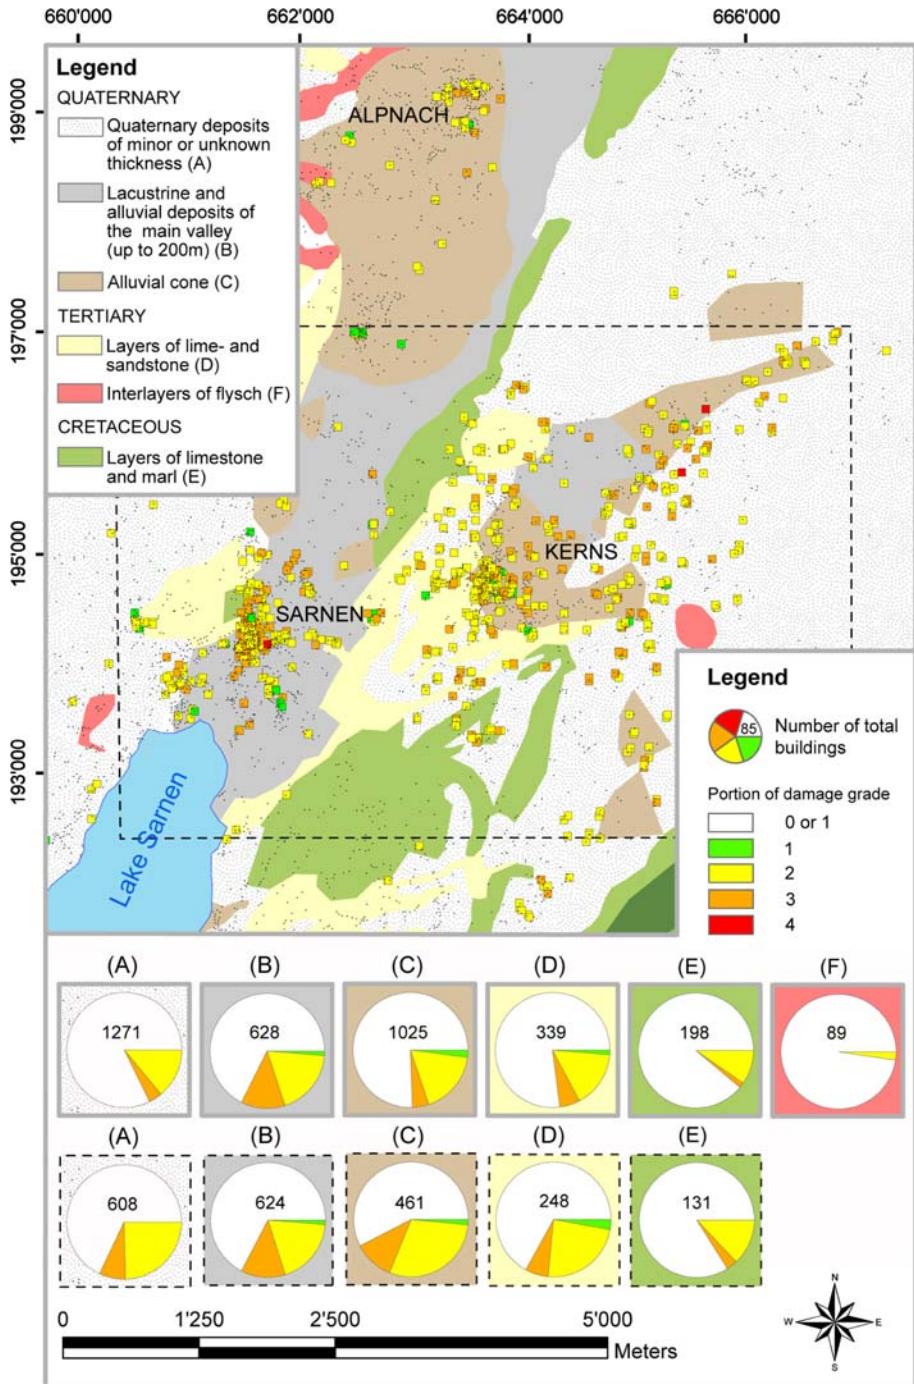 660'000 662'000 664'000 666'000
199'000
197'000
195'000
193'000
Legend
QUATERNARY
Quaternary deposits
of minor or unknown
thickness (A)
Lacustrine and
alluvial deposits of
the main valley
(up to 200m) (B)
Alluvial cone (C)
TERTIARY
Layers of lime- and
sandstone (D)
Interlayers of flysch (F)
CRETACEOUS
Layers of limestone
and marl (E)
ALPNACH
KERNS
SARNEN
Lake Sarnen
Legend
85
Number of total
buildings
Portion of damage grade
0 or 1
1
2
3
4
(A) (B) (C) (D) (E) (F)
1271 628 1025 339 198 89
(A) (B) (C) (D) (E)
608 624 461 248 131
0 1'250 2'500 5'000
Meters
N
W E
S